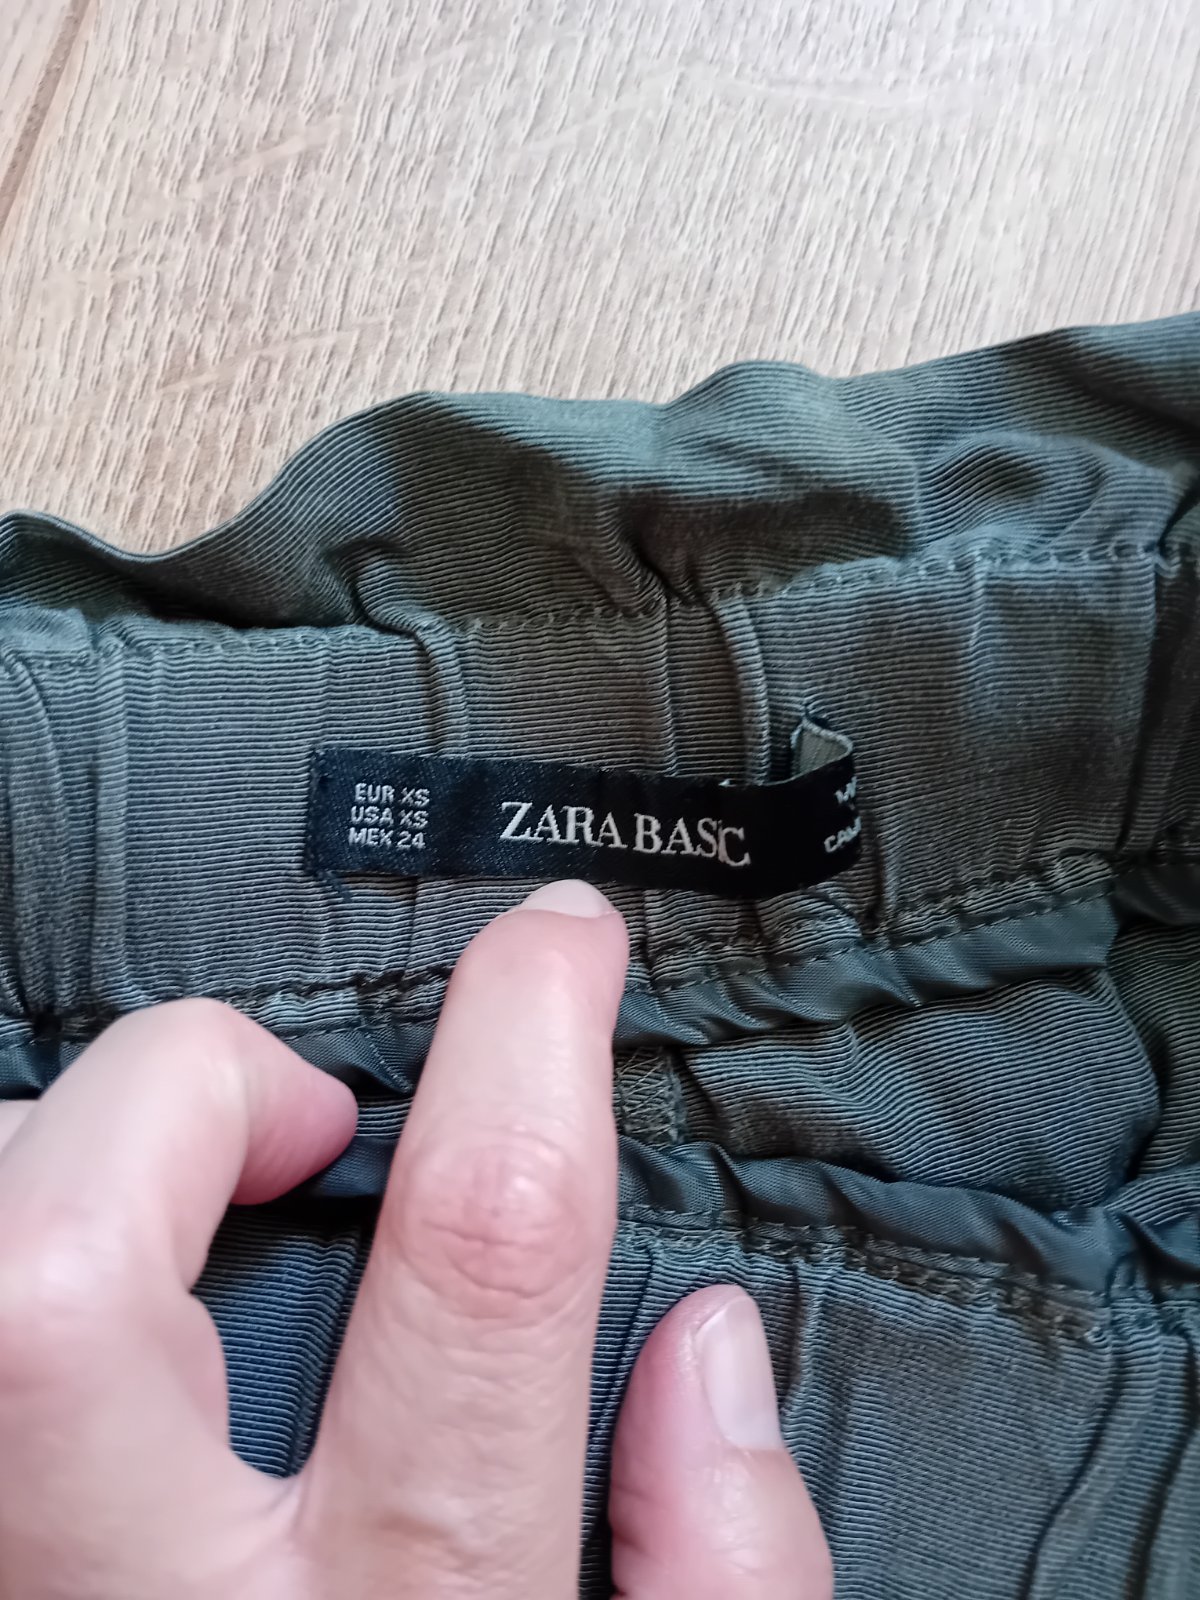 EUR XS
USA XS
MEX 24
ZARA BASIC